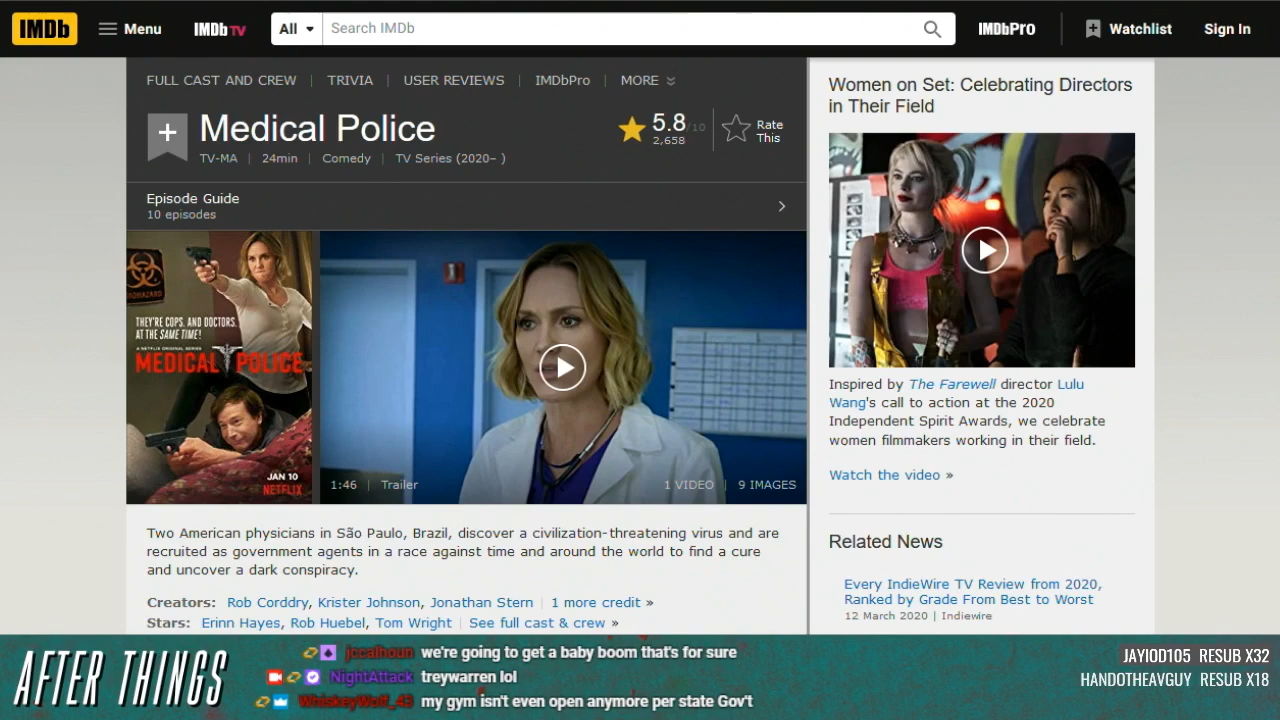 IMDb
Menu
IMDb TV
All
Search IMDb
IMDbPro
Watchlist
Sign In
FULL CAST AND CREW | TRIVIA | USER REVIEWS | IMDbPro | MORE
Medical Police
5.8/10
2,658
Rate This
TV-MA | 24min | Comedy | TV Series (2020– )
Episode Guide
10 episodes
BIOHAZARD
THEY'RE COPS. AND DOCTORS.
AT THE SAME TIME!
A NETFLIX ORIGINAL SERIES
MEDICAL POLICE
JAN 10
NETFLIX
1
1:46 | Trailer
1 VIDEO | 9 IMAGES
Two American physicians in São Paulo, Brazil, discover a civilization-threatening virus and are
recruited as government agents in a race against time and around the world to find a cure
and uncover a dark conspiracy.
Creators: Rob Corddry, Krister Johnson, Jonathan Stern | 1 more credit »
Stars: Erinn Hayes, Rob Huebel, Tom Wright | See full cast & crew »
Women on Set: Celebrating Directors
in Their Field
Inspired by The Farewell director Lulu
Wang's call to action at the 2020
Independent Spirit Awards, we celebrate
women filmmakers working in their field.
Watch the video »
Related News
Every IndieWire TV Review from 2020,
Ranked by Grade From Best to Worst
12 March 2020 | Indiewire
AFTER THINGS
jccalhoun we're going to get a baby boom that's for sure
NightAttack treywarren lol
WhiskeyWolf_43 my gym isn't even open anymore per state Gov't
JAYIOD105 RESUB X32
HANDOTHEAVGUY RESUB X18